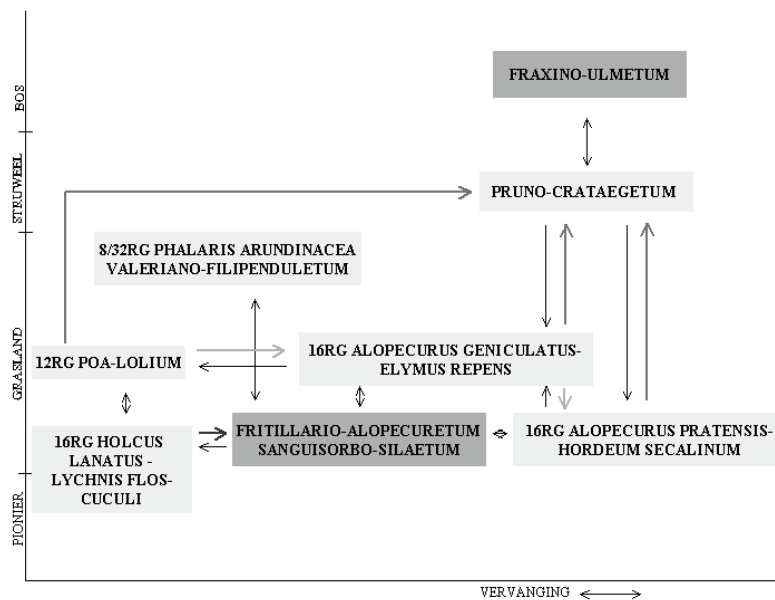 BOS
FRAXINO-ULMETUM
STRUWEEL
PRUNO-CRATAEGETUM
8/32RG PHALARIS ARUNDINACEA
VALERIANO-FILIPENDULETUM
GRASLAND
12RG POA-LOLIUM
16RG ALOPECURUS GENICULATUS-
ELYMUS REPENS
16RG HOLCUS
LANATUS -
LYCHNIS FLOS-
CUCULI
FRITILLARIO-ALOPECURETUM
SANGUISORBO-SILAETUM
16RG ALOPECURUS PRATENSIS-
HORDEUM SECALINUM
PIONIER
VERVANGING